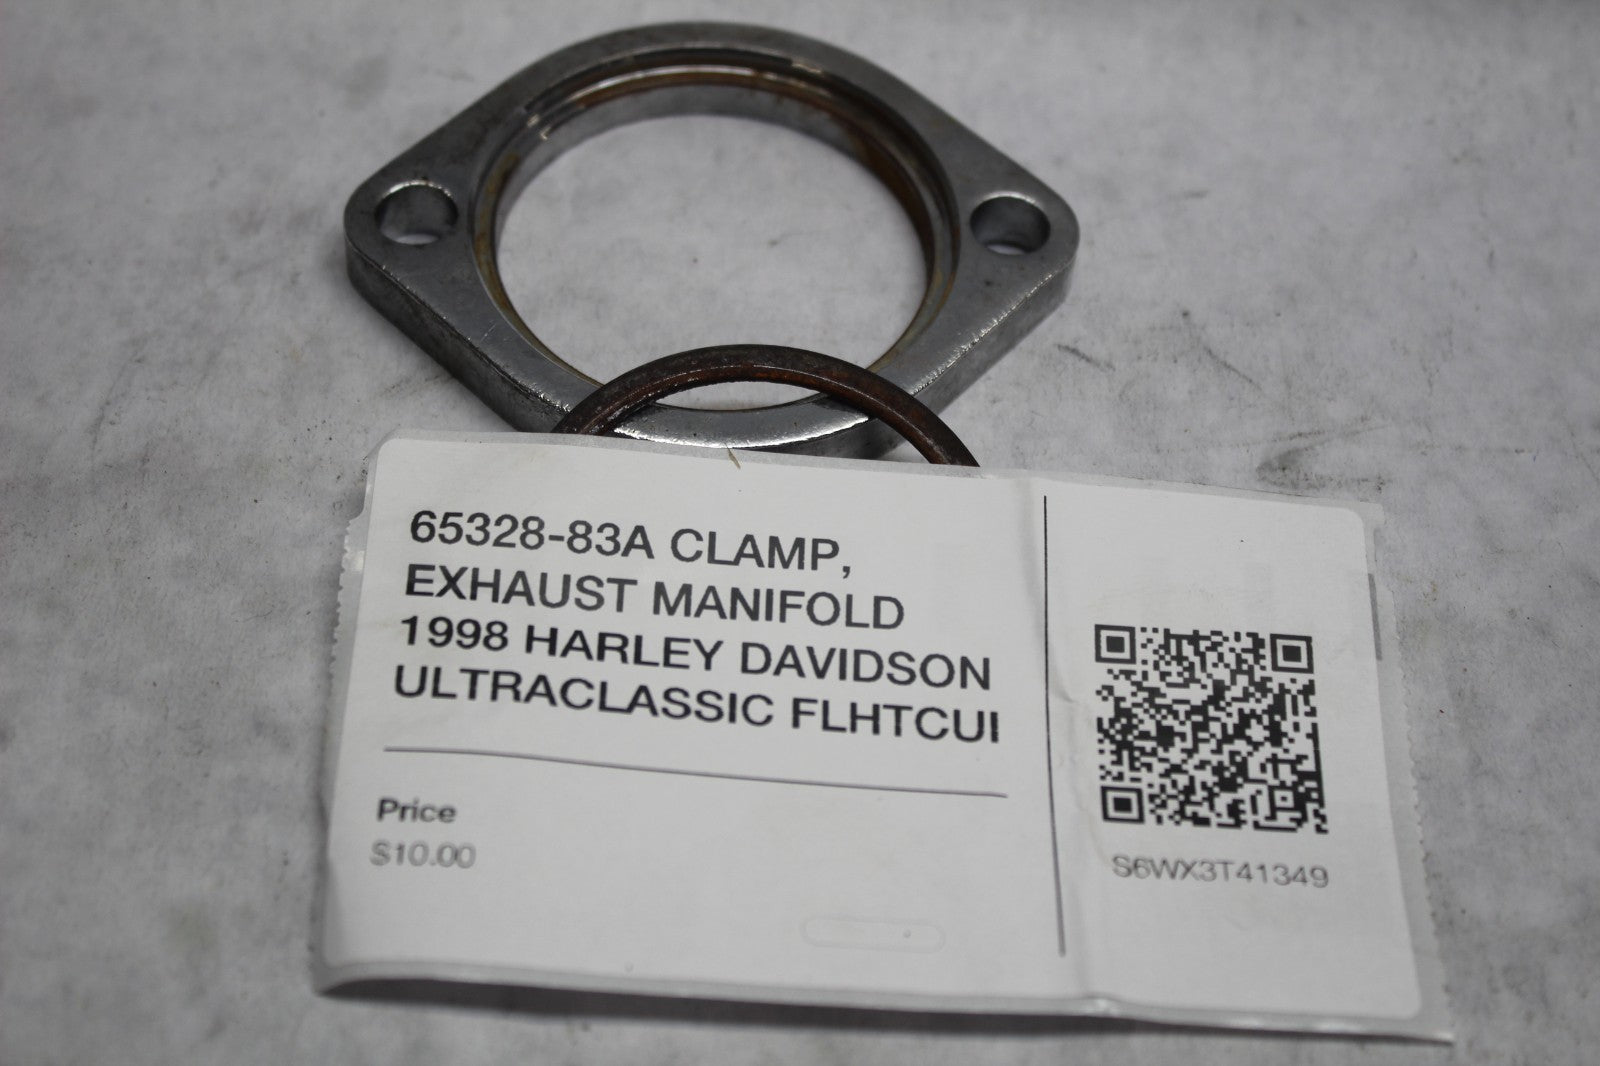 65328-83A CLAMP,
EXHAUST MANIFOLD
1998 HARLEY DAVIDSON
ULTRACLASSIC FLHTCUI
Price
$10.00
S6WX3T41349